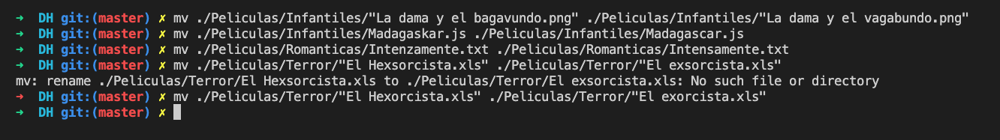 ➜ DH git:(master) ✗ mv ./Peliculas/Infantiles/"La dama y el bagavundo.png" ./Peliculas/Infantiles/"La dama y el vagabundo.png"
➜ DH git:(master) ✗ mv ./Peliculas/Infantiles/Madagaskar.js ./Peliculas/Infantiles/Madagascar.js
➜ DH git:(master) ✗ mv ./Peliculas/Romanticas/Intenzamente.txt ./Peliculas/Romanticas/Intensamente.txt
➜ DH git:(master) ✗ mv ./Peliculas/Terror/"El Hexsorcista.xls" ./Peliculas/Terror/"El exsorcista.xls"
mv: rename ./Peliculas/Terror/El Hexsorcista.xls to ./Peliculas/Terror/El exsorcista.xls: No such file or directory
➜ DH git:(master) ✗ mv ./Peliculas/Terror/"El Hexorcista.xls" ./Peliculas/Terror/"El exorcista.xls"
➜ DH git:(master) ✗